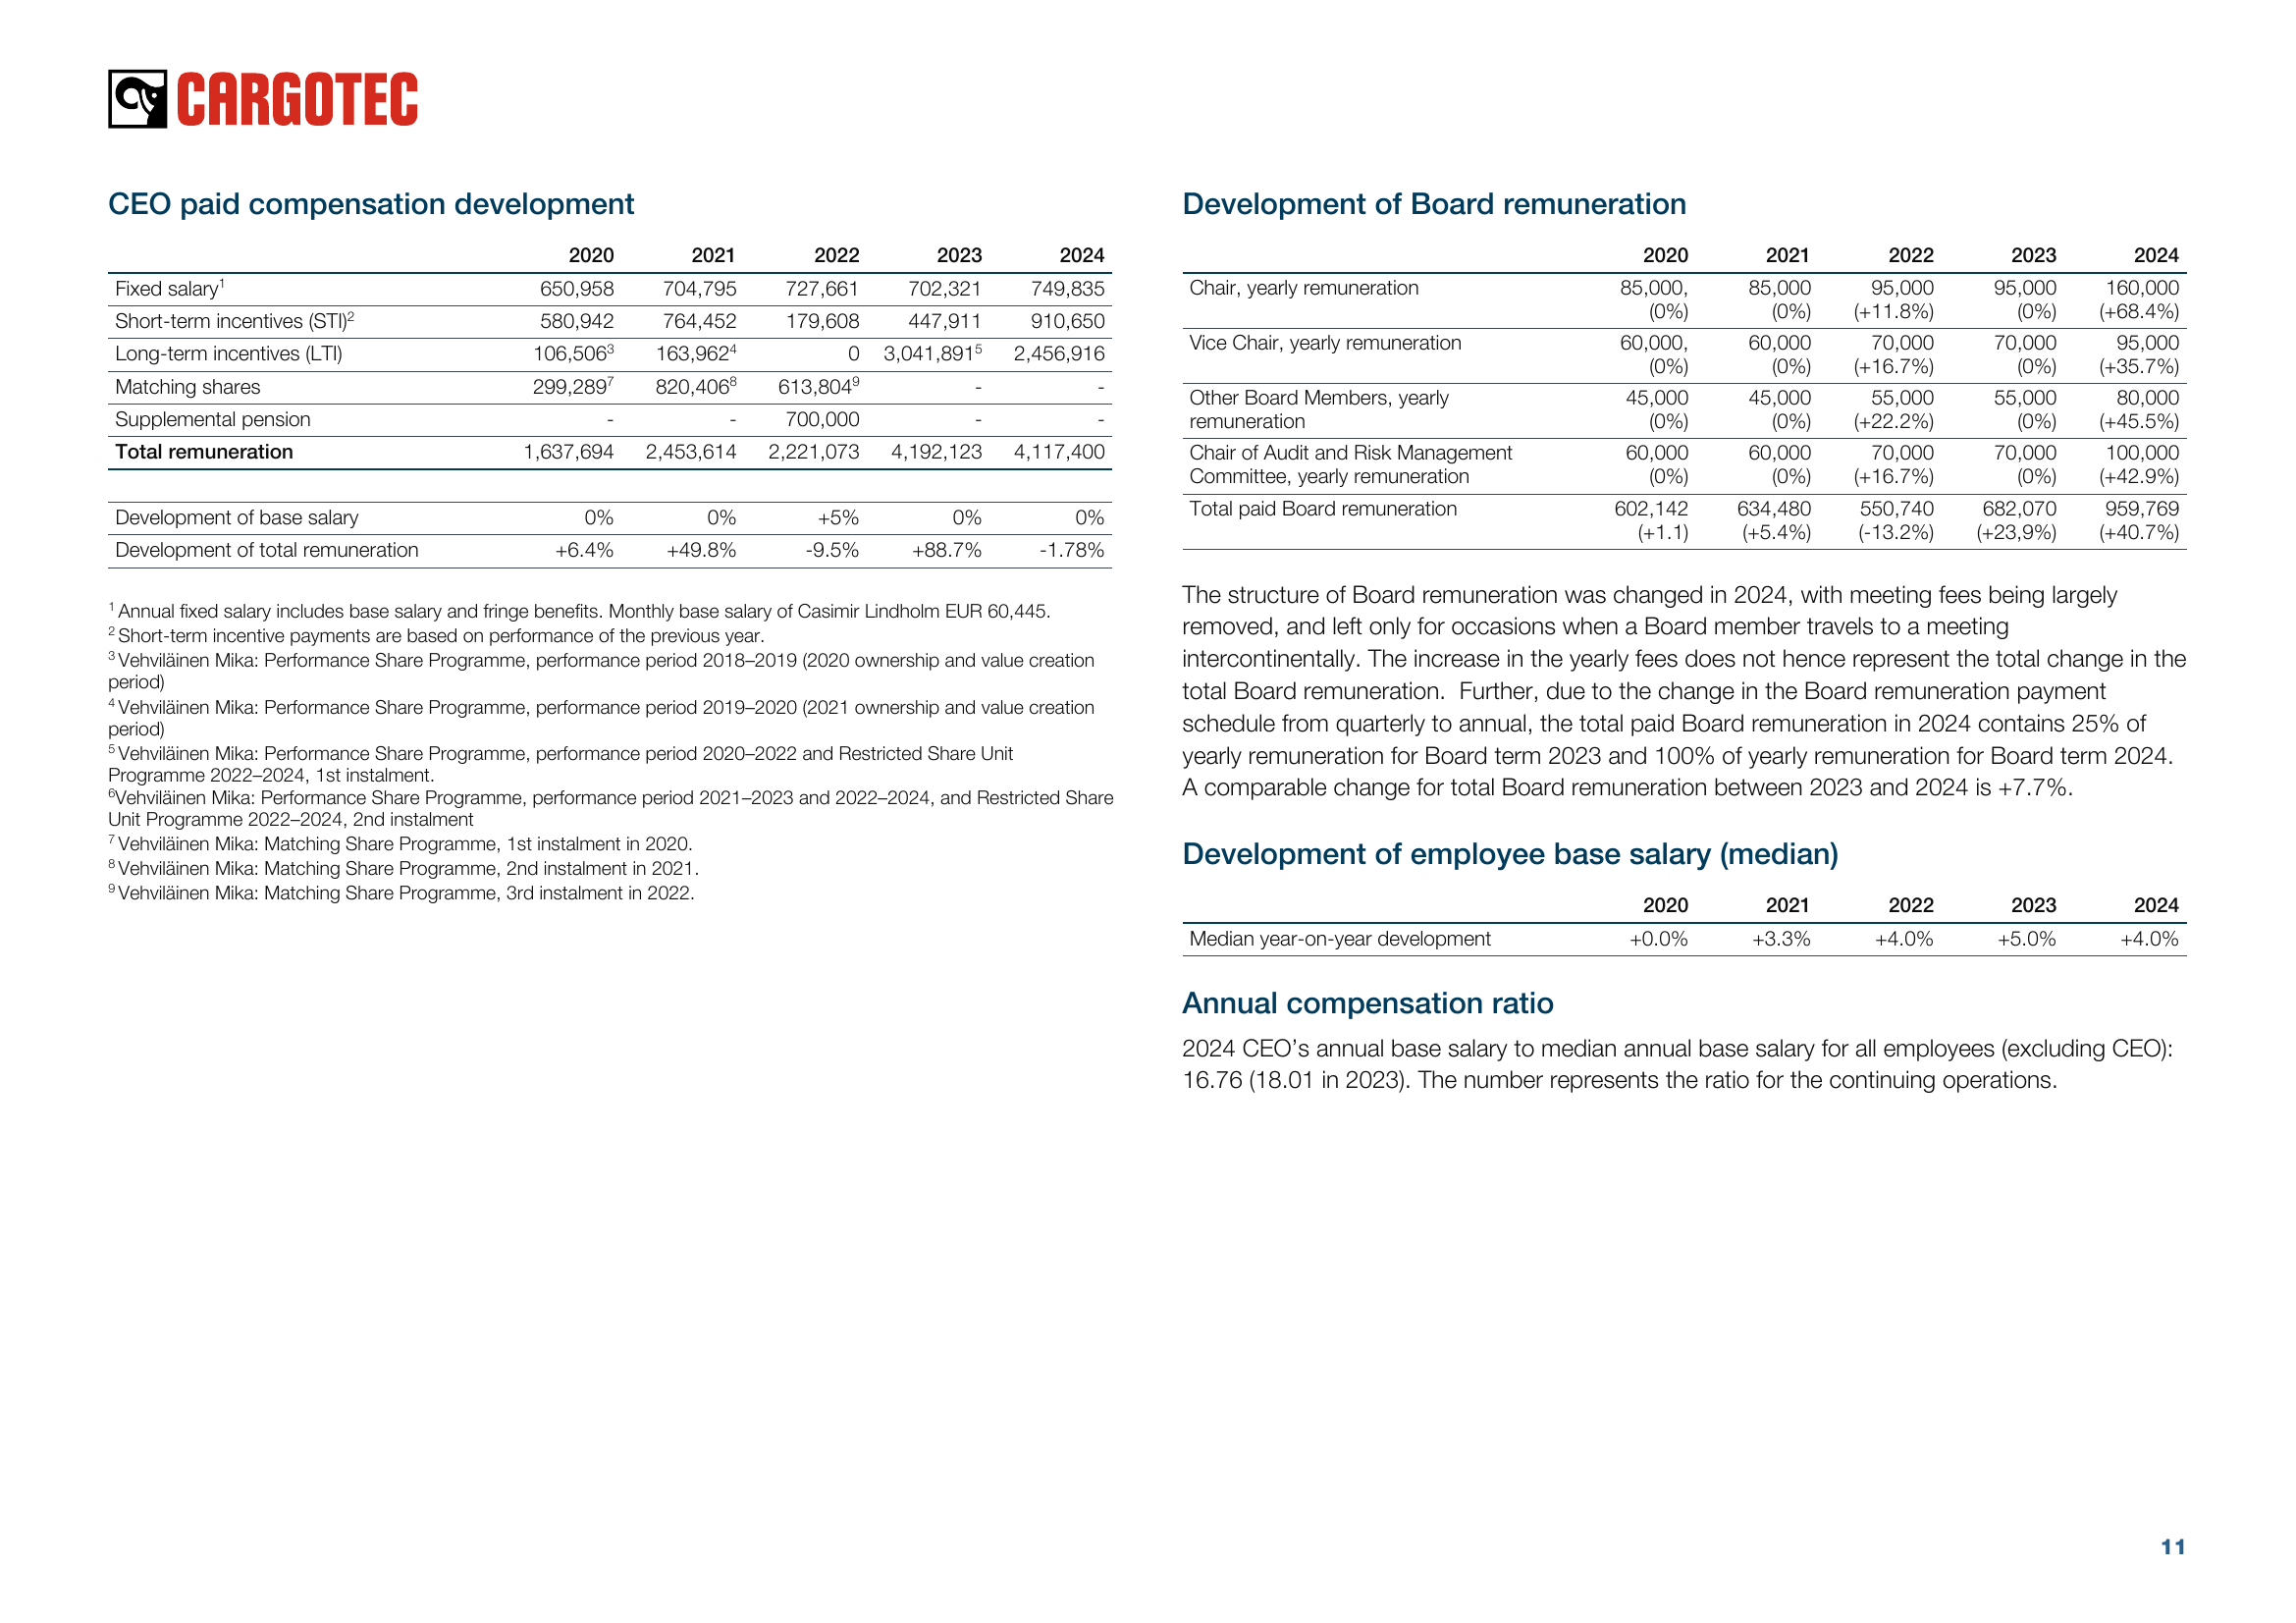 CARGOTEC
CEO paid compensation development
2020 2021 2022 2023 2024
Fixed salary¹ 650,958 704,795 727,661 702,321 749,835
Short-term incentives (STI)² 580,942 764,452 179,608 447,911 910,650
Long-term incentives (LTI) 106,506³ 163,962⁴ 0 3,041,891⁵ 2,456,916
Matching shares 299,289⁷ 820,406⁸ 613,804⁹ - -
Supplemental pension - - 700,000 - -
Total remuneration 1,637,694 2,453,614 2,221,073 4,192,123 4,117,400
Development of base salary 0% 0% +5% 0% 0%
Development of total remuneration +6.4% +49.8% -9.5% +88.7% -1.78%
¹ Annual fixed salary includes base salary and fringe benefits. Monthly base salary of Casimir Lindholm EUR 60,445.
² Short-term incentive payments are based on performance of the previous year.
³ Vehviläinen Mika: Performance Share Programme, performance period 2018–2019 (2020 ownership and value creation
period)
⁴ Vehviläinen Mika: Performance Share Programme, performance period 2019–2020 (2021 ownership and value creation
period)
⁵ Vehviläinen Mika: Performance Share Programme, performance period 2020–2022 and Restricted Share Unit
Programme 2022–2024, 1st instalment.
⁶Vehviläinen Mika: Performance Share Programme, performance period 2021–2023 and 2022–2024, and Restricted Share
Unit Programme 2022–2024, 2nd instalment
⁷ Vehviläinen Mika: Matching Share Programme, 1st instalment in 2020.
⁸ Vehviläinen Mika: Matching Share Programme, 2nd instalment in 2021.
⁹ Vehviläinen Mika: Matching Share Programme, 3rd instalment in 2022.
Development of Board remuneration
2020 2021 2022 2023 2024
Chair, yearly remuneration 85,000, 85,000 95,000 95,000 160,000
(0%) (0%) (+11.8%) (0%) (+68.4%)
Vice Chair, yearly remuneration 60,000, 60,000 70,000 70,000 95,000
(0%) (0%) (+16.7%) (0%) (+35.7%)
Other Board Members, yearly 45,000 45,000 55,000 55,000 80,000
remuneration (0%) (0%) (+22.2%) (0%) (+45.5%)
Chair of Audit and Risk Management 60,000 60,000 70,000 70,000 100,000
Committee, yearly remuneration (0%) (0%) (+16.7%) (0%) (+42.9%)
Total paid Board remuneration 602,142 634,480 550,740 682,070 959,769
(+1.1) (+5.4%) (-13.2%) (+23,9%) (+40.7%)
The structure of Board remuneration was changed in 2024, with meeting fees being largely
removed, and left only for occasions when a Board member travels to a meeting
intercontinentally. The increase in the yearly fees does not hence represent the total change in the
total Board remuneration.  Further, due to the change in the Board remuneration payment
schedule from quarterly to annual, the total paid Board remuneration in 2024 contains 25% of
yearly remuneration for Board term 2023 and 100% of yearly remuneration for Board term 2024.
A comparable change for total Board remuneration between 2023 and 2024 is +7.7%.
Development of employee base salary (median)
2020 2021 2022 2023 2024
Median year-on-year development +0.0% +3.3% +4.0% +5.0% +4.0%
Annual compensation ratio
2024 CEO’s annual base salary to median annual base salary for all employees (excluding CEO):
16.76 (18.01 in 2023). The number represents the ratio for the continuing operations.
11